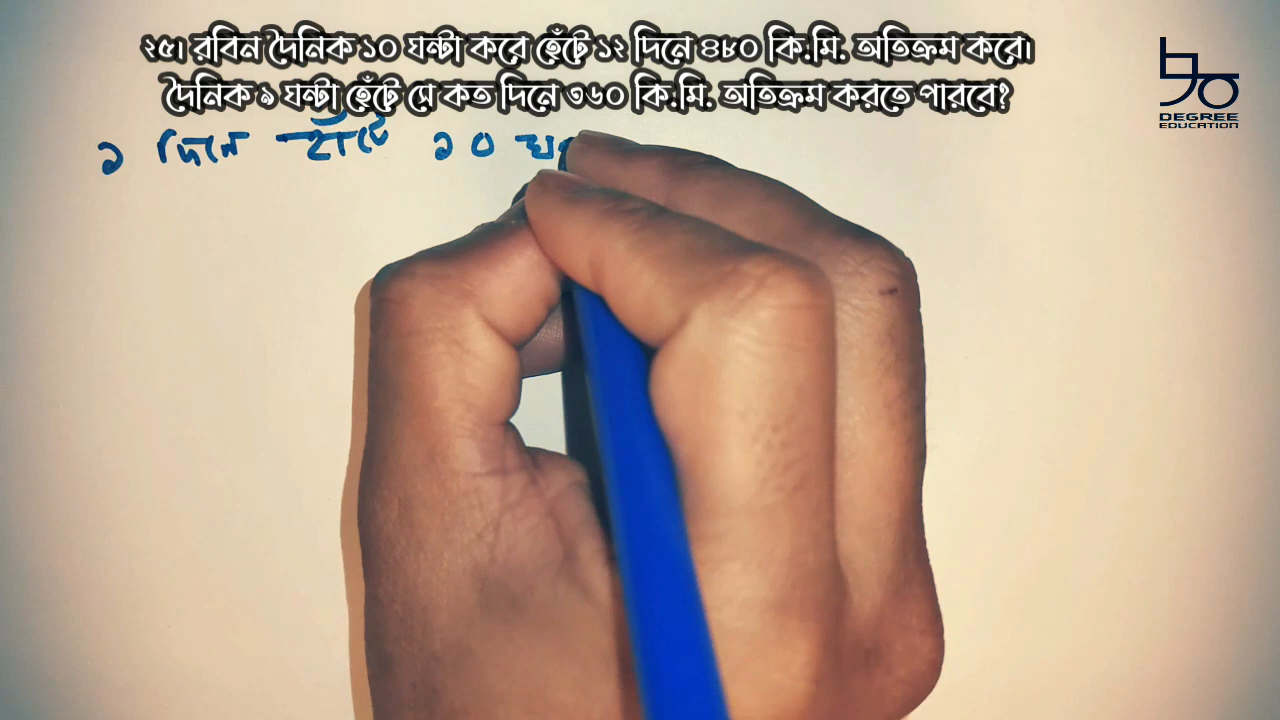 ২৫। রবিন দৈনিক ১০ ঘন্টা করে হেঁটে ১২ দিনে ৪৮০ কি.মি. অতিক্রম করে।
দৈনিক ৯ ঘন্টা হেঁটে সে কত দিনে ৩৬০ কি.মি. অতিক্রম করতে পারবে?
১ দিনে হাঁটে ১০
DEGREE
EDUCATION